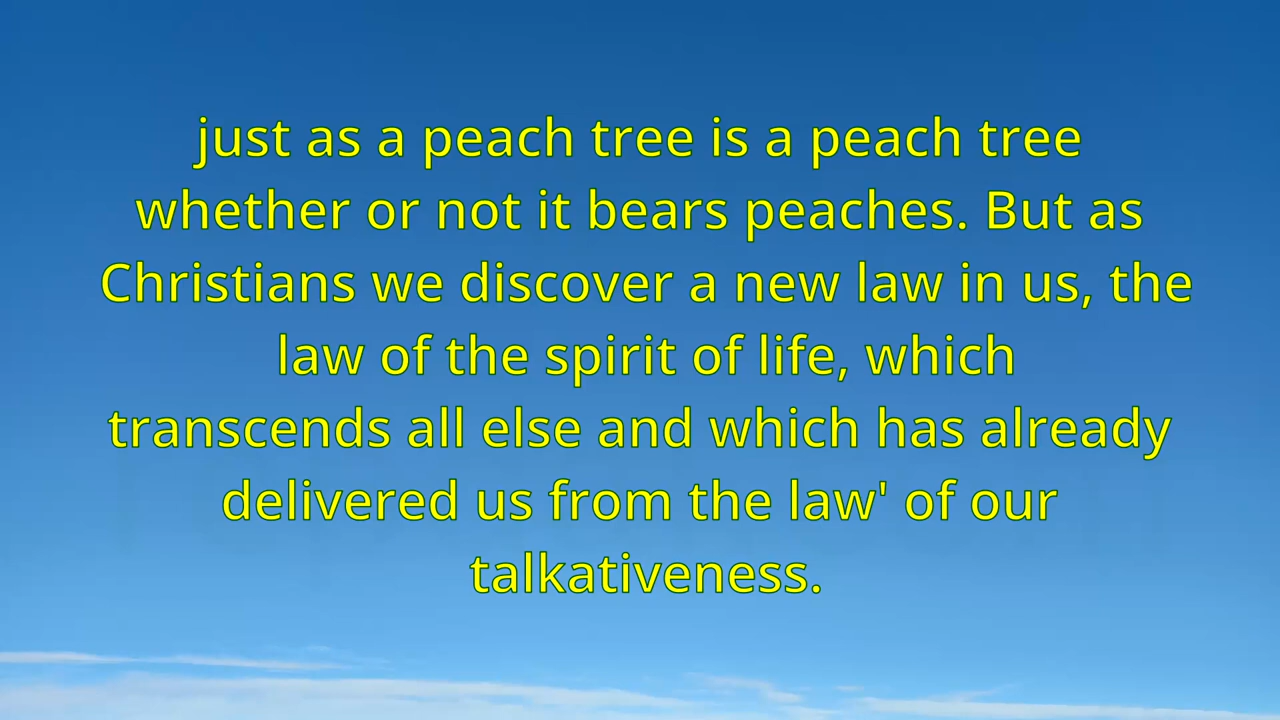 just as a peach tree is a peach tree
whether or not it bears peaches. But as
Christians we discover a new law in us, the
law of the spirit of life, which
transcends all else and which has already
delivered us from the law' of our
talkativeness.